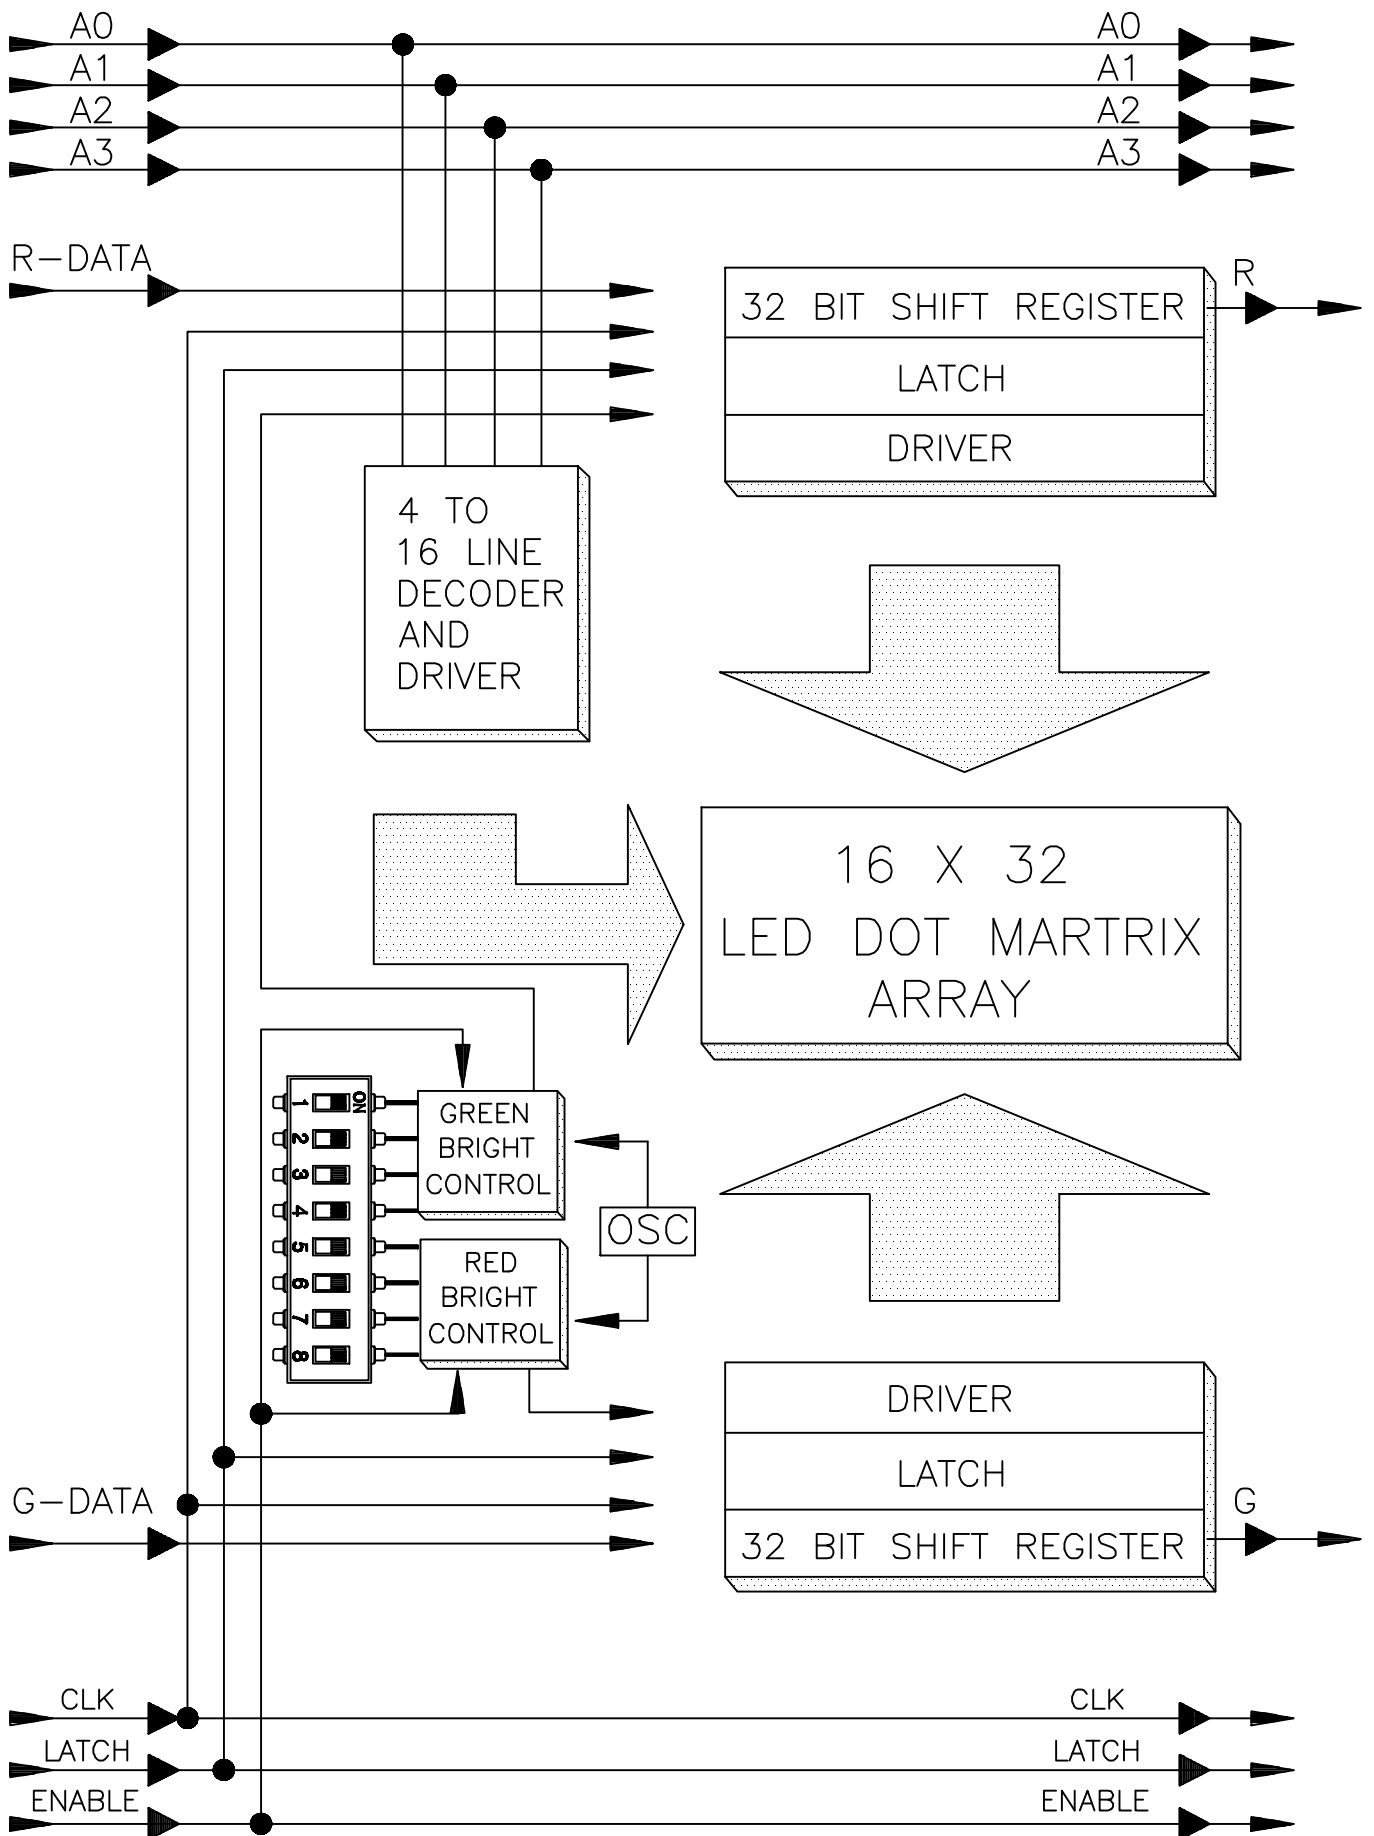 A0 A0
A1 A1
A2 A2
A3 A3
R-DATA
R
32 BIT SHIFT REGISTER
LATCH
DRIVER
4 TO
16 LINE
DECODER
AND
DRIVER
16 X 32
LED DOT MARTRIX
ARRAY
ON
1
2
3
4
5
6
7
8
GREEN
BRIGHT
CONTROL
OSC
RED
BRIGHT
CONTROL
DRIVER
LATCH
32 BIT SHIFT REGISTER
G-DATA
G
CLK CLK
LATCH LATCH
ENABLE ENABLE